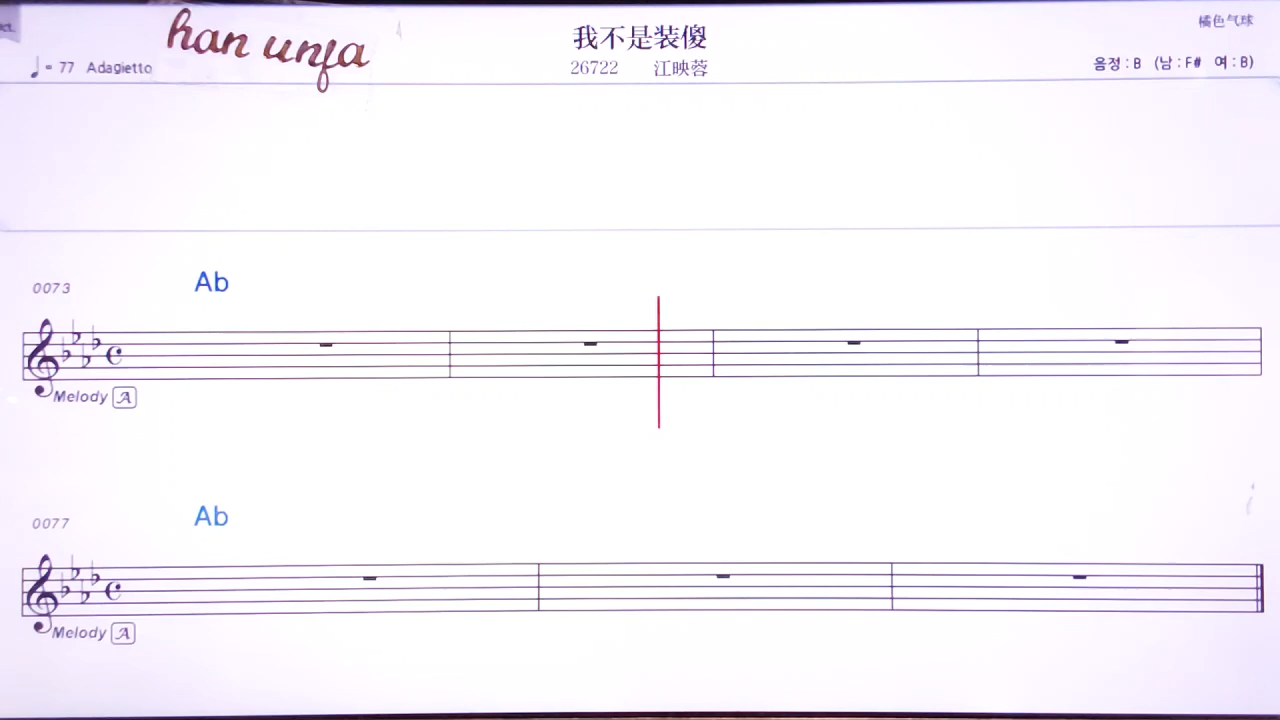 han unfa
我不是装傻
橘色气球
♩= 77 Adagietto
26722 江映蓉
음정 : B (남 : F# 여 : B)
0073
Ab
Melody A
0077
Ab
Melody A